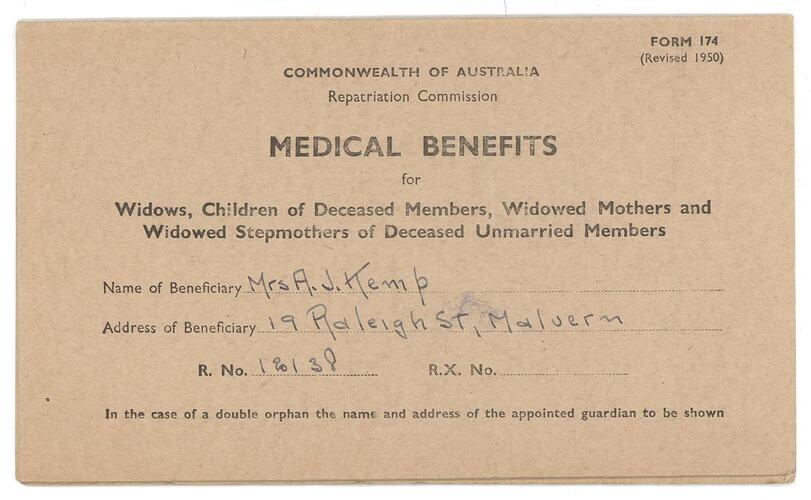 FORM 174
(Revised 1950)
COMMONWEALTH OF AUSTRALIA
Repatriation Commission
MEDICAL BENEFITS
for
Widows, Children of Deceased Members, Widowed Mothers and
Widowed Stepmothers of Deceased Unmarried Members
Name of Beneficiary Mrs A. J. Kemp
Address of Beneficiary 19 Raleigh St, Malvern
R. No. 18138 R.X. No.
In the case of a double orphan the name and address of the appointed guardian to be shown